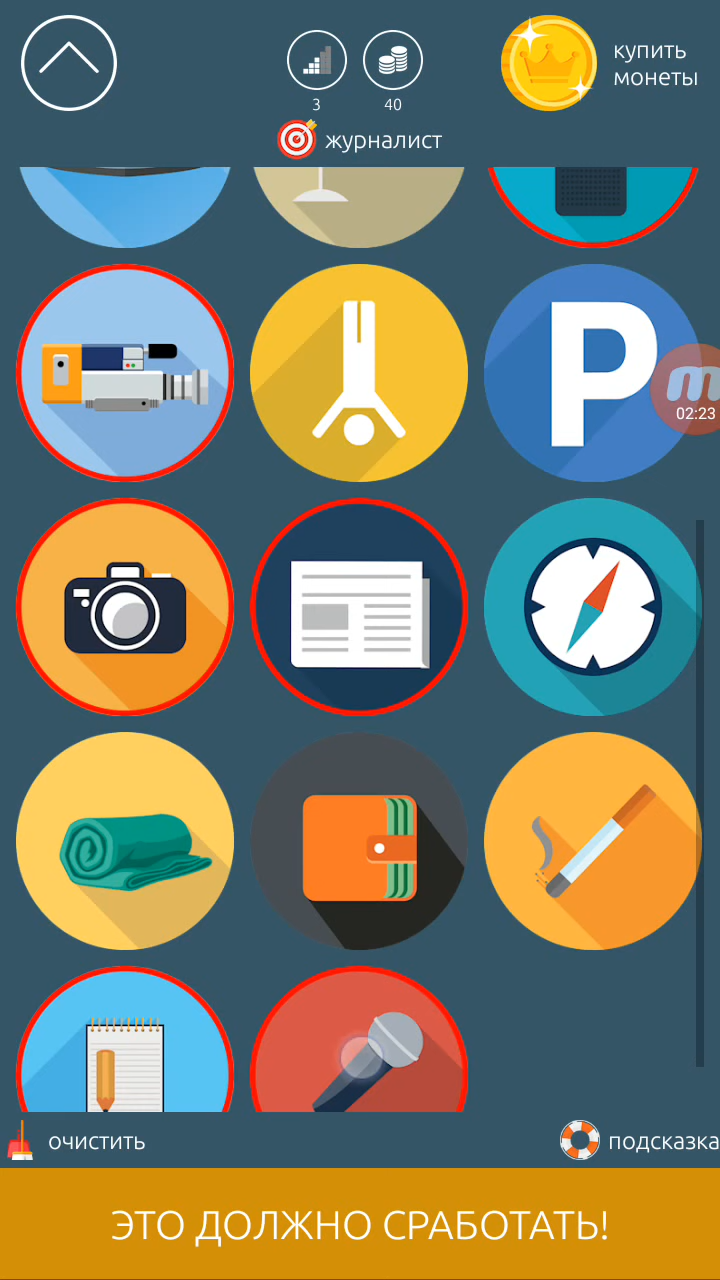 купить
монеты
3
40
журналист
P
m
02:23
очистить
подсказка
ЭТО ДОЛЖНО СРАБОТАТЬ!